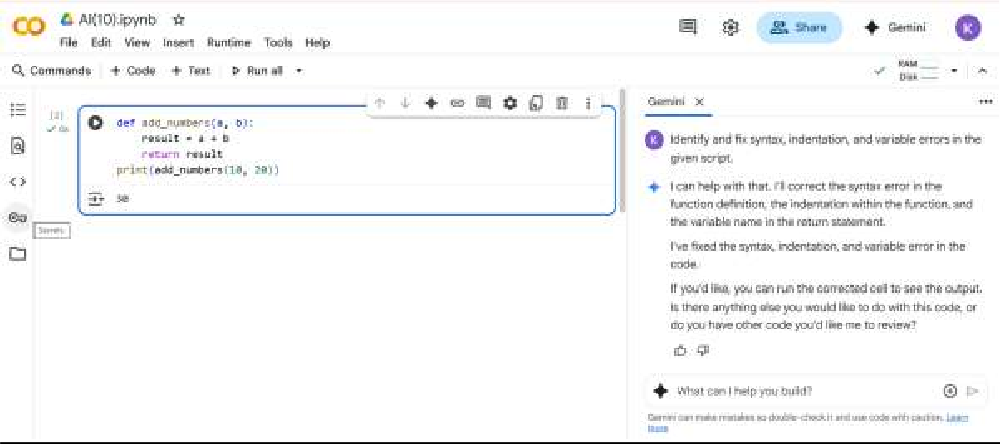 AI(10).ipynb
File Edit View Insert Runtime Tools Help
Share
Gemini
K
Commands + Code + Text Run all
RAM
Disk
Gemini X
[2]
0s
def add_numbers(a, b):
result = a + b
return result
print(add_numbers(10, 20))
30
Secrets
K
Identify and fix syntax, indentation, and variable errors in the
given script.
I can help with that. I'll correct the syntax error in the
function definition, the indentation within the function, and
the variable name in the return statement.
I've fixed the syntax, indentation, and variable error in the
code.
If you'd like, you can run the corrected cell to see the output.
Is there anything else you would like to do with this code, or
do you have other code you'd like me to review?
What can I help you build?
Gemini can make mistakes so double-check it and use code with caution. Learn
more